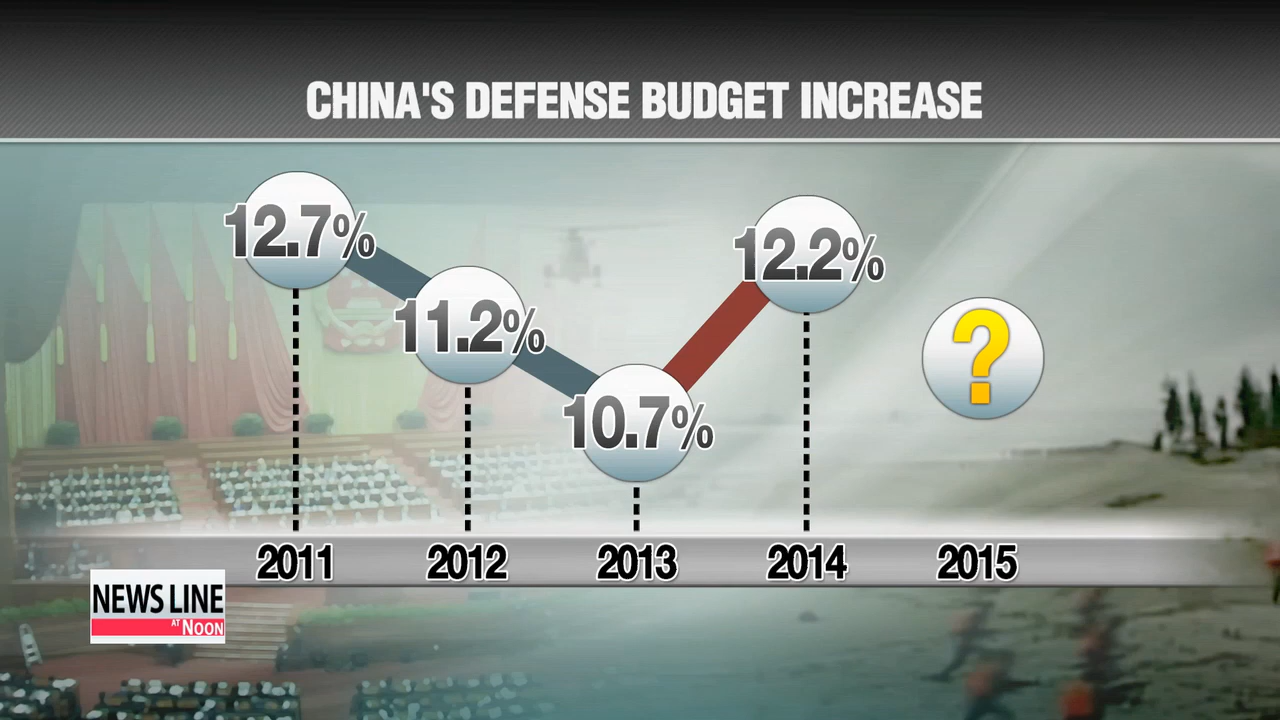 CHINA'S DEFENSE BUDGET INCREASE
12.7%
11.2%
10.7%
12.2%
?
2011 2012 2013 2014 2015
NEWS LINE
AT NOON